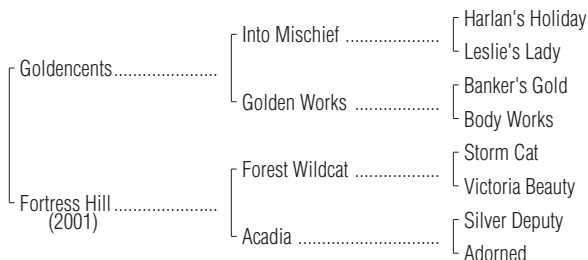 Harlan's Holiday
Into Mischief ....................
Leslie's Lady
Goldencents......................
Banker's Gold
Golden Works ..................
Body Works
Storm Cat
Forest Wildcat ..................
Victoria Beauty
Fortress Hill ......................
(2001)
Silver Deputy
Acadia ..............................
Adorned